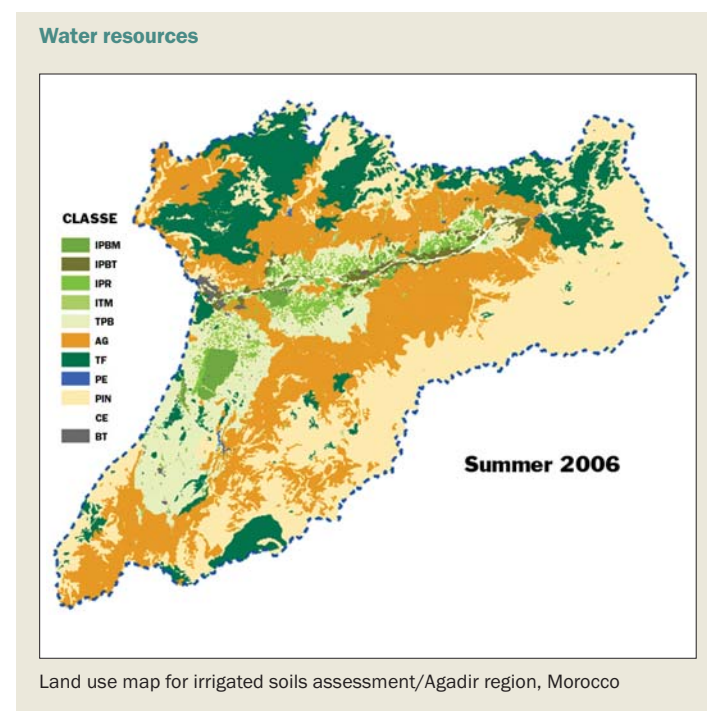 Water resources
CLASSE
IPBM
IPBT
IPR
ITM
TPB
AG
TF
PE
PIN
CE
BT
Summer 2006
Land use map for irrigated soils assessment/Agadir region, Morocco